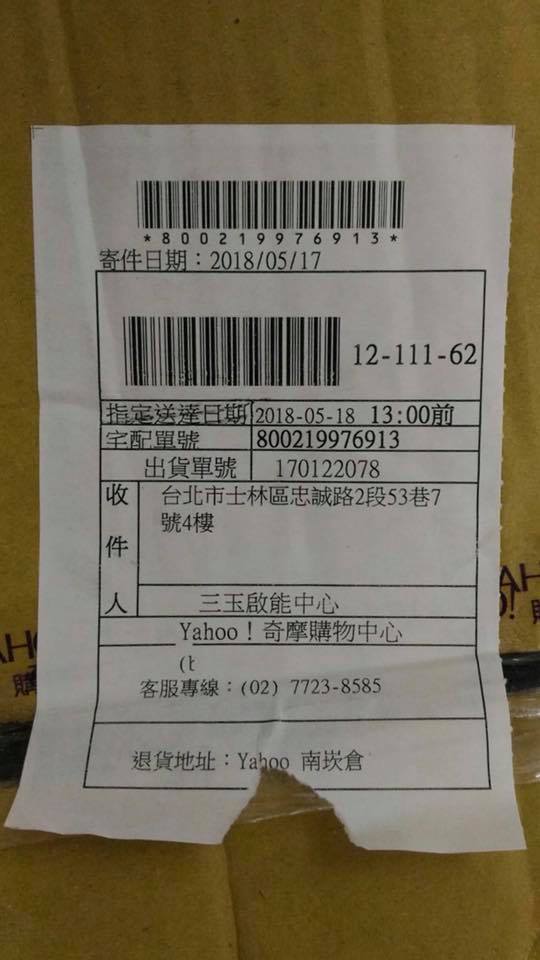 *800219976913*
寄件日期：2018/05/17
12-111-62
指定送達日期 2018-05-18 13:00前
宅配單號 800219976913
出貨單號 170122078
收件人 台北市士林區忠誠路2段53巷7
號4樓
三玉啟能中心
Yahoo！奇摩購物中心
客服專線：(02) 7723-8585
退貨地址：Yahoo 南崁倉